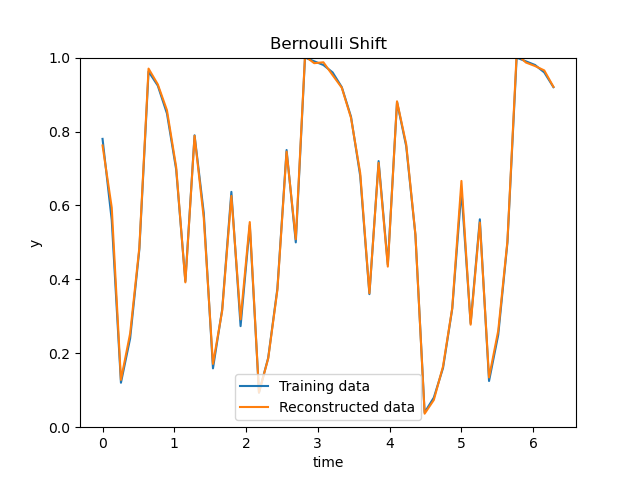 Bernoulli Shift
1.0
0.8
0.6
0.4
0.2
0.0
y
Training data
Reconstructed data
0 1 2 3 4 5 6
time